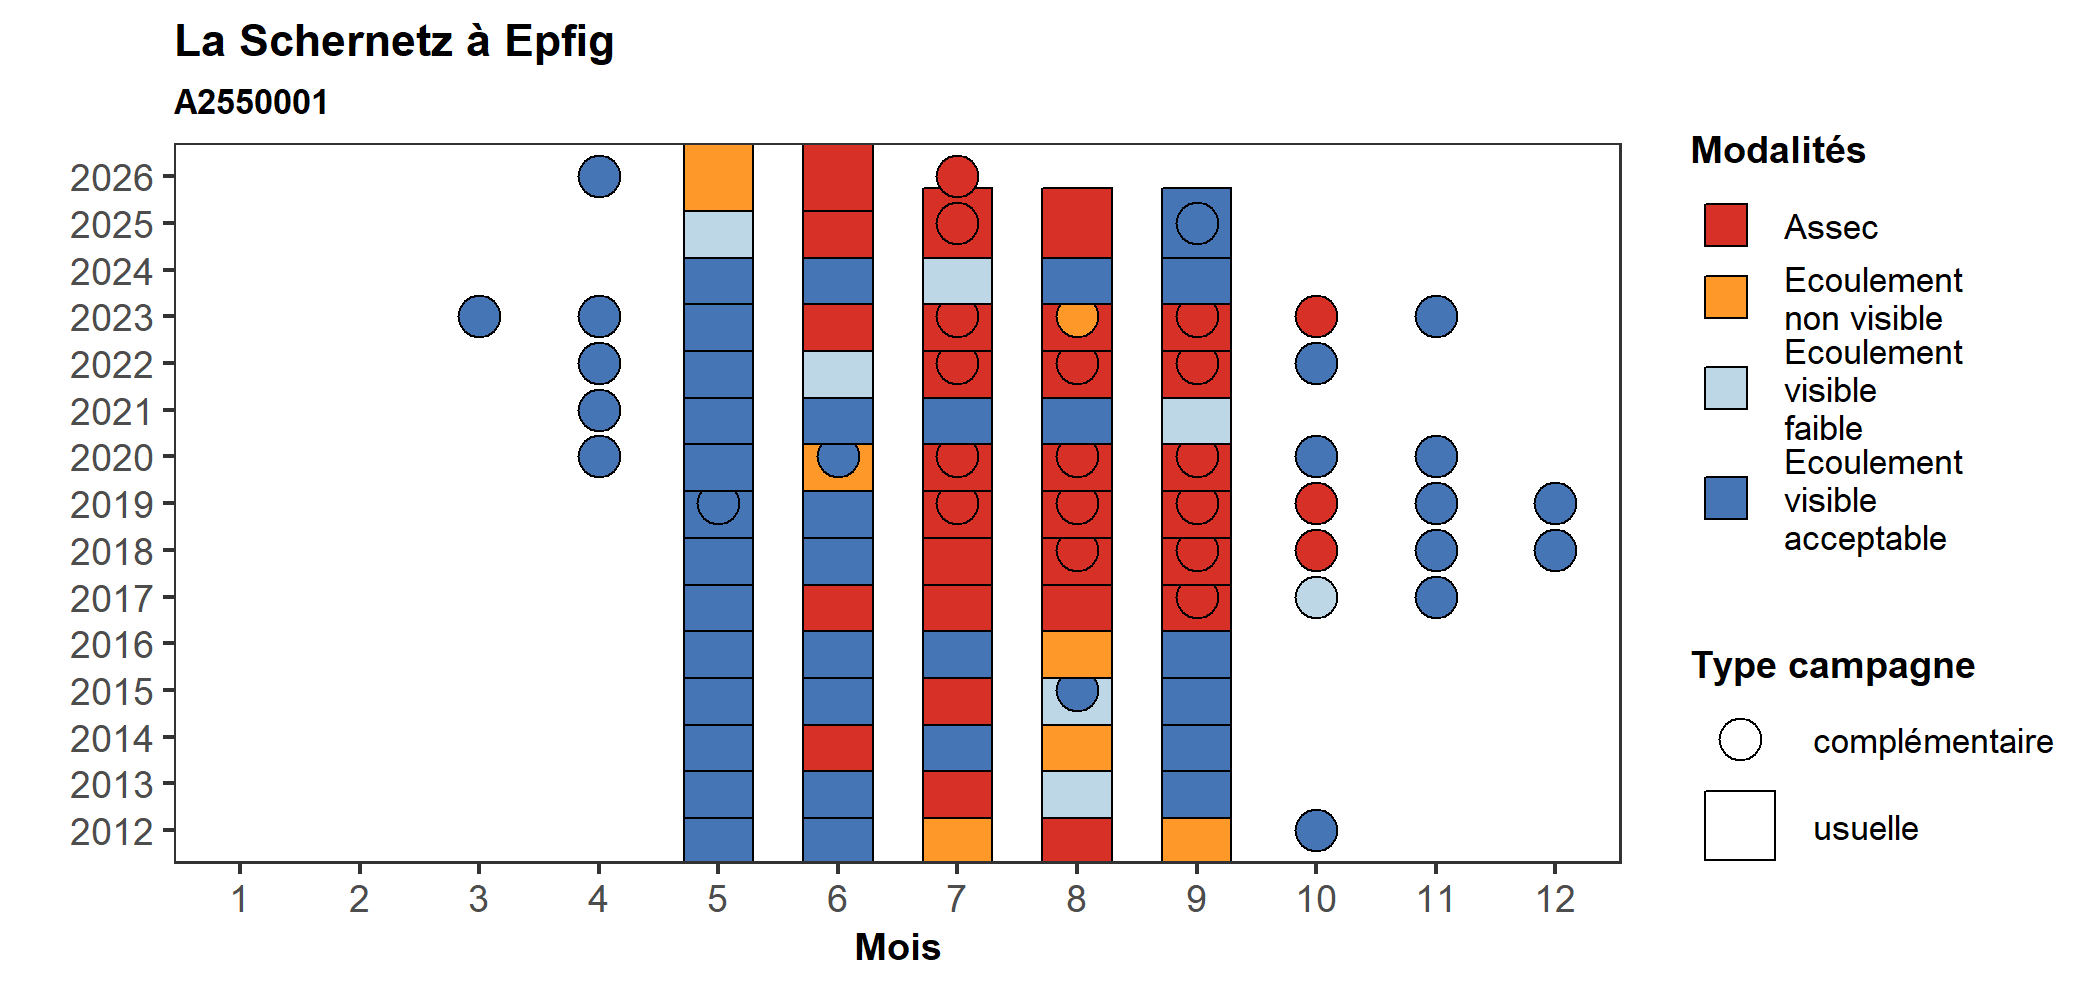 La Schernetz à Epfig
A2550001
2026
2025
2024
2023
2022
2021
2020
2019
2018
2017
2016
2015
2014
2013
2012
1 2 3 4 5 6 7 8 9 10 11 12
Mois
Modalités
Assec
Ecoulement
non visible
Ecoulement
visible
faible
Ecoulement
visible
acceptable
Type campagne
complémentaire
usuelle